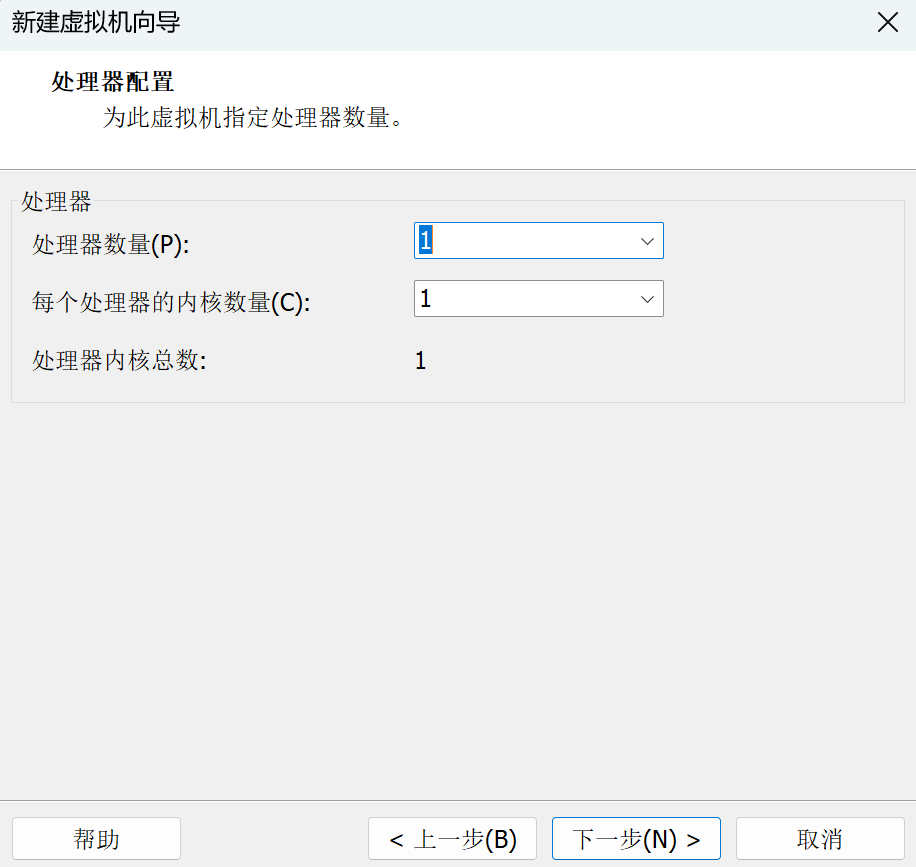 新建虚拟机向导
处理器配置
为此虚拟机指定处理器数量。
处理器
处理器数量(P): 1
每个处理器的内核数量(C): 1
处理器内核总数: 1
帮助 < 上一步(B) 下一步(N) > 取消